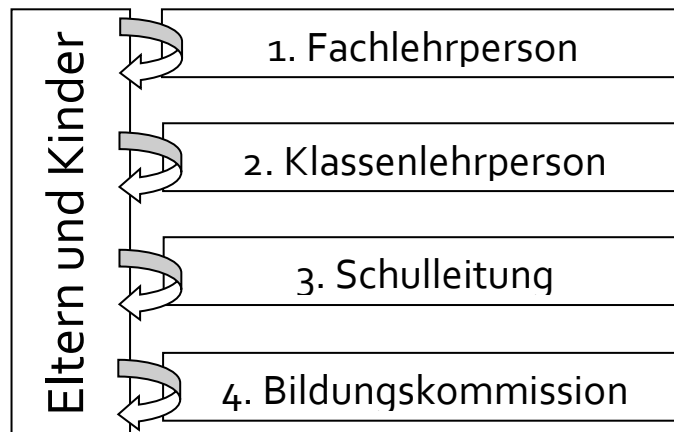 Eltern und Kinder
1. Fachlehrperson
2. Klassenlehrperson
3. Schulleitung
4. Bildungskommission